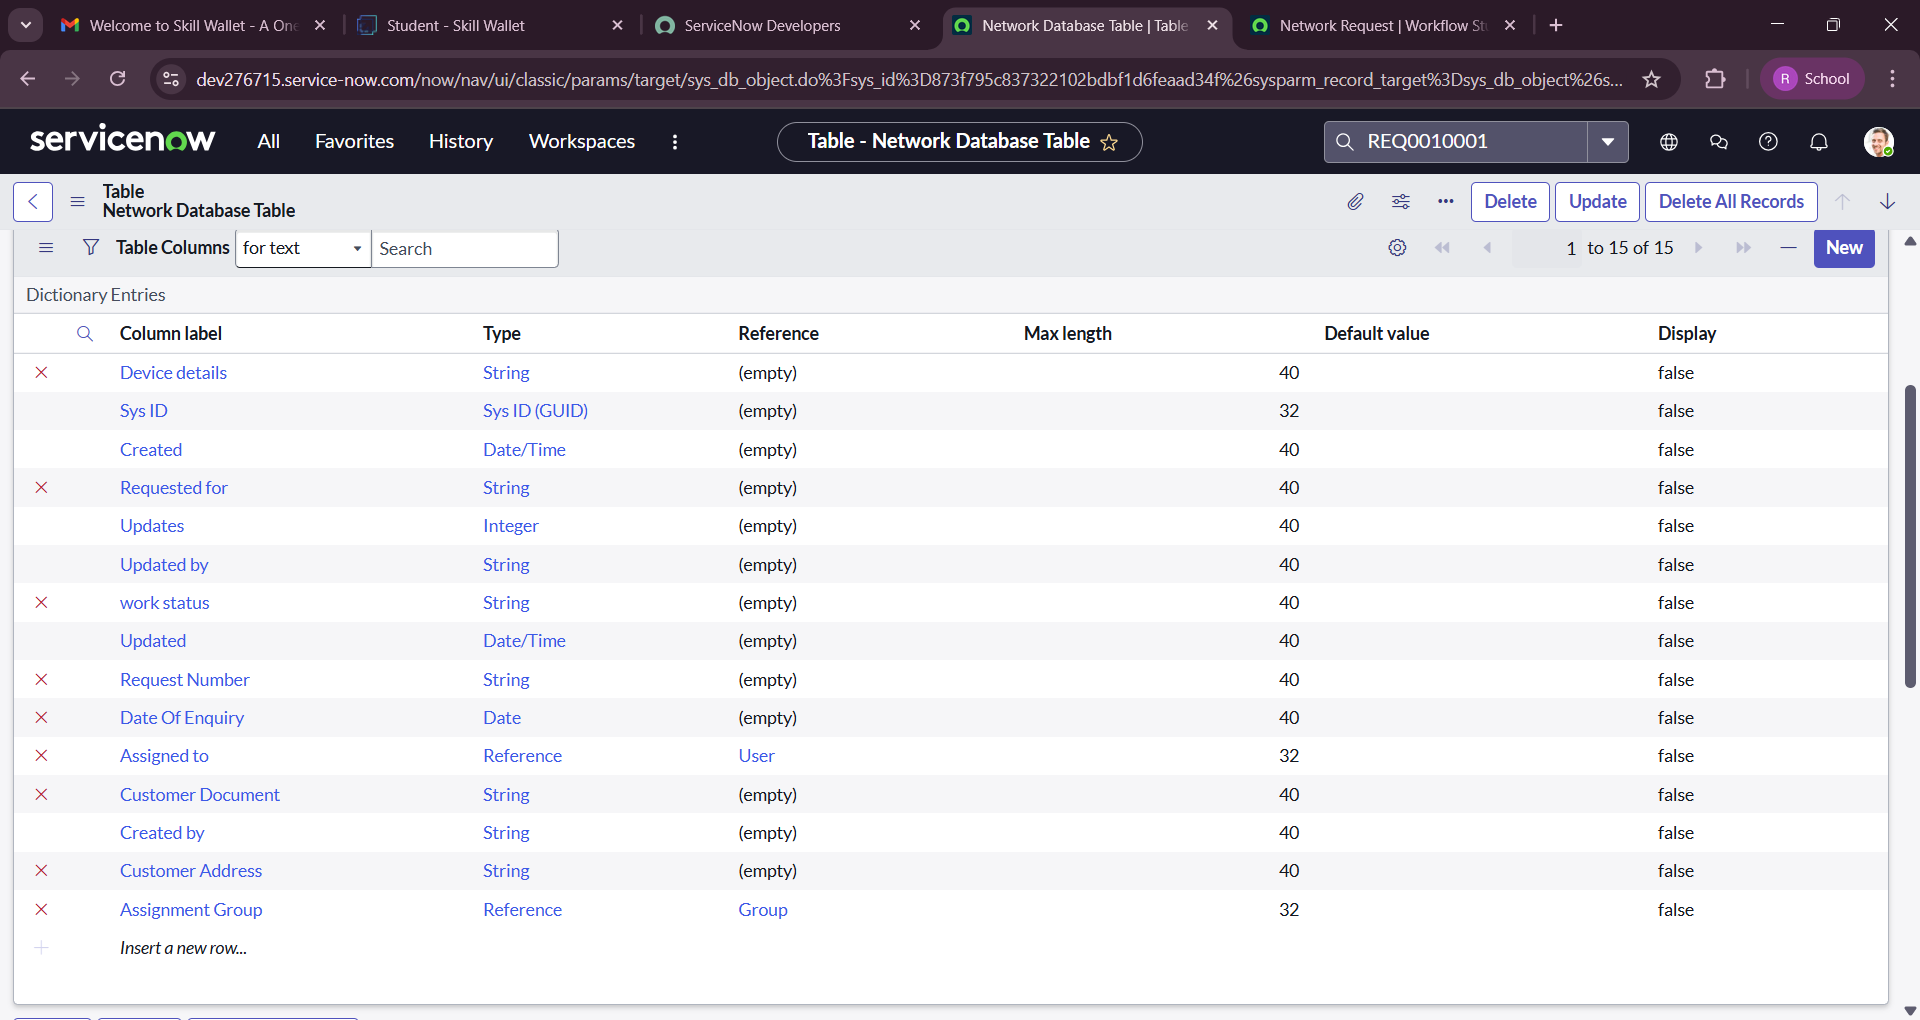 Welcome to Skill Wallet - A One
Student - Skill Wallet
ServiceNow Developers
Network Database Table | Table
Network Request | Workflow St
dev276715.service-now.com/now/nav/ui/classic/params/target/sys_db_object.do%3Fsys_id%3D873f795c837322102bdbf1d6feaad34f%26sysparm_record_target%3Dsys_db_object%26s...
R School
servicenow All Favorites History Workspaces
Table - Network Database Table
REQ0010001
Table
Network Database Table
Delete Update Delete All Records
Table Columns for text Search 1 to 15 of 15 New
Dictionary Entries
Column label Type Reference Max length Default value Display
Device details String (empty) 40 false
Sys ID Sys ID (GUID) (empty) 32 false
Created Date/Time (empty) 40 false
Requested for String (empty) 40 false
Updates Integer (empty) 40 false
Updated by String (empty) 40 false
work status String (empty) 40 false
Updated Date/Time (empty) 40 false
Request Number String (empty) 40 false
Date Of Enquiry Date (empty) 40 false
Assigned to Reference User 32 false
Customer Document String (empty) 40 false
Created by String (empty) 40 false
Customer Address String (empty) 40 false
Assignment Group Reference Group 32 false
Insert a new row...